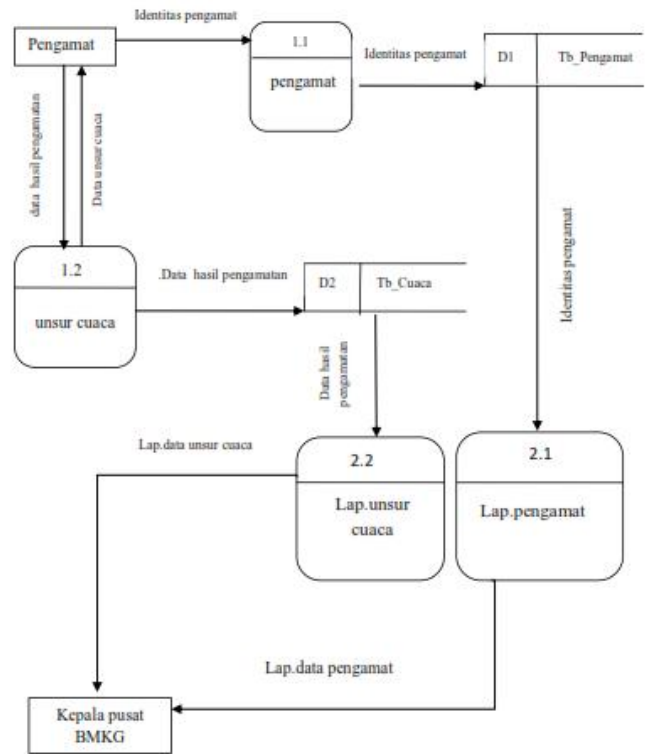 Identitas pengamat
Pengamat
1.1
pengamat
Identitas pengamat
D1
Tb_Pengamat
data hasil pengamatan
Data unsur cuaca
Identitas pengamat
1.2
unsur cuaca
.Data hasil pengamatan
D2
Tb_Cuaca
Data hasil
pengamatan
Lap.data unsur cuaca
2.2
Lap.unsur
cuaca
2.1
Lap.pengamat
Lap.data pengamat
Kepala pusat
BMKG